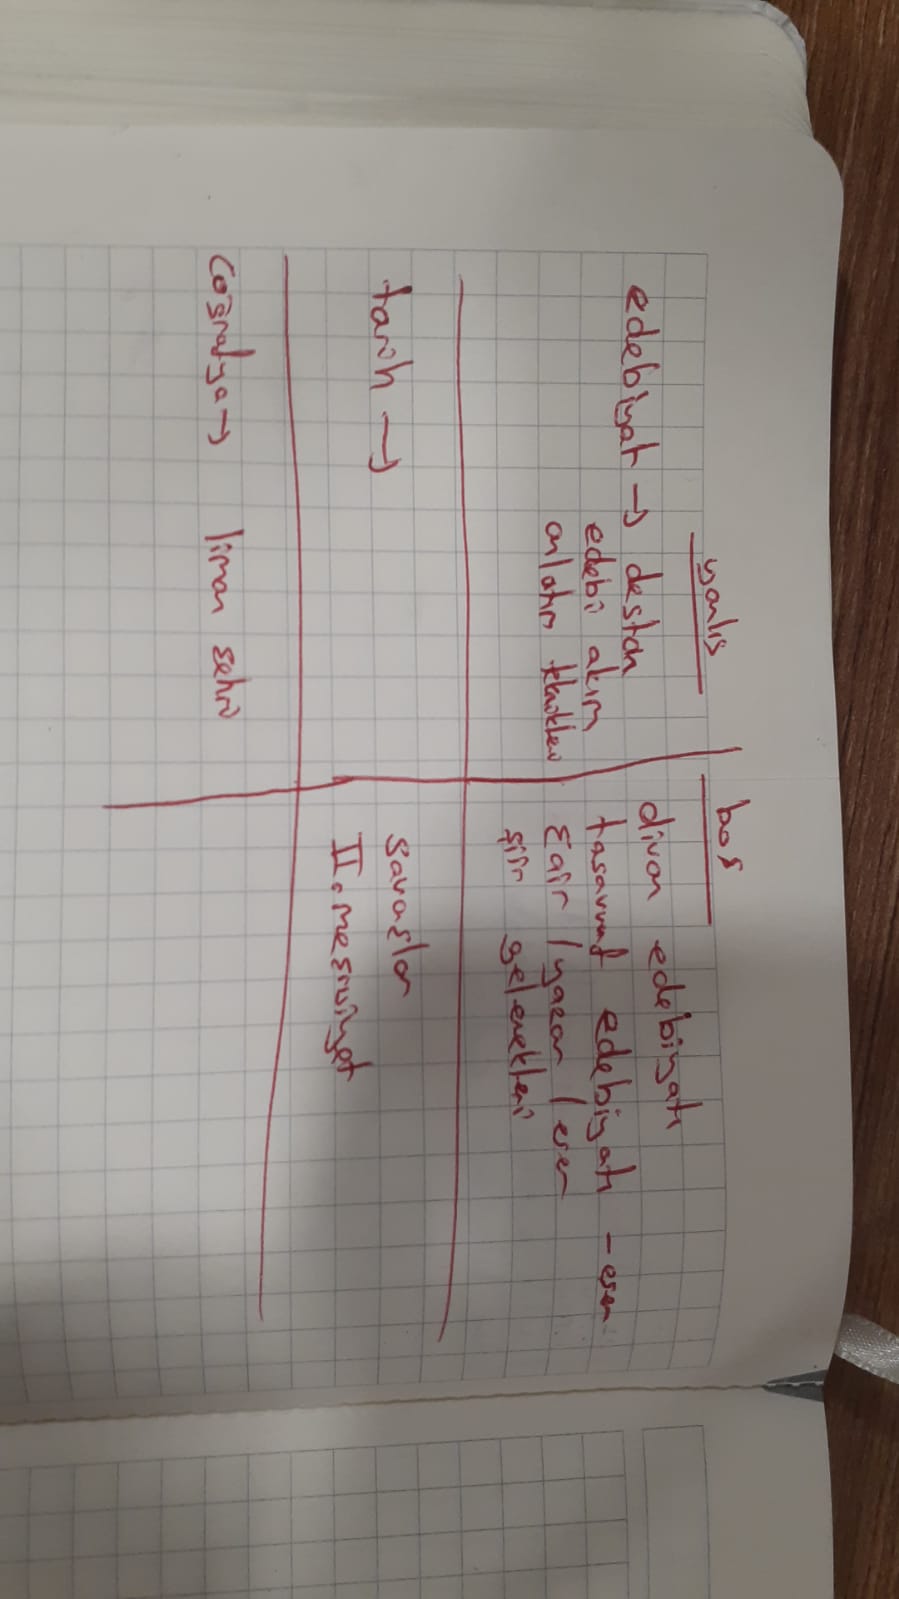 yanlış
boş
edebiyat → destan
edebi akım
anlatım teknikleri
divan edebiyatı
tasavvuf edebiyatı - eser
şair / yazar / eser
şiir gelenekleri
tarih →
savaşlar
II. meşrutiyet
coğrafya →
liman şehri